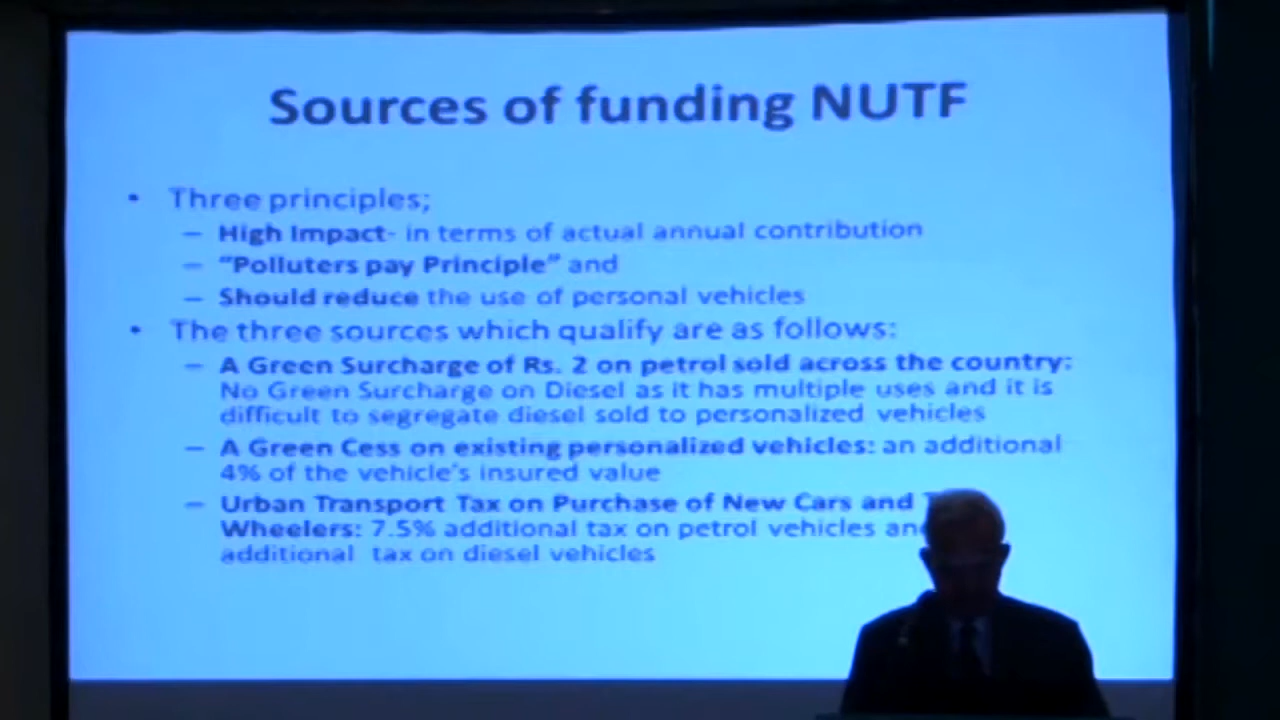 Sources of funding NUTF
• Three principles;
– High Impact- in terms of actual annual contribution
– “Polluters pay Principle” and
– Should reduce the use of personal vehicles
• The three sources which qualify are as follows:
– A Green Surcharge of Rs. 2 on petrol sold across the country:
No Green Surcharge on Diesel as it has multiple uses and it is
difficult to segregate diesel sold to personalized vehicles
– A Green Cess on existing personalized vehicles: an additional
4% of the vehicle’s insured value
– Urban Transport Tax on Purchase of New Cars and
Wheelers: 7.5% additional tax on petrol vehicles
additional tax on diesel vehicles